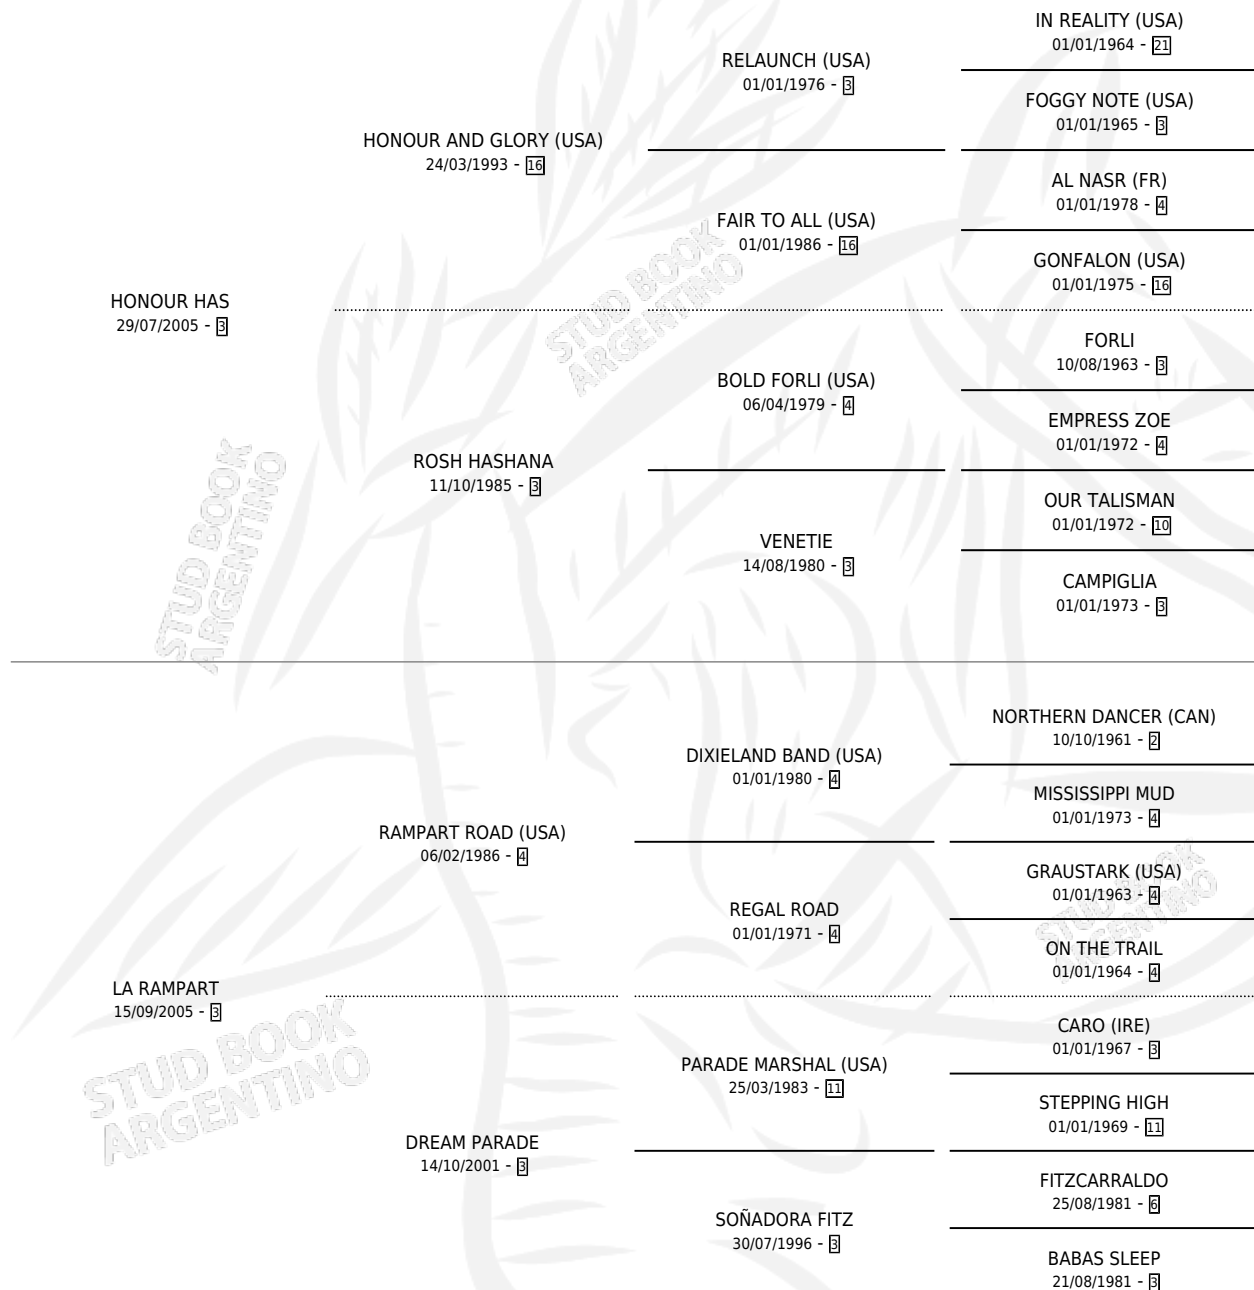 IN REALITY (USA)
01/01/1964 - 21
RELAUNCH (USA)
01/01/1976 - 3
FOGGY NOTE (USA)
01/01/1965 - 3
HONOUR AND GLORY (USA)
24/03/1993 - 16
AL NASR (FR)
01/01/1978 - 4
FAIR TO ALL (USA)
01/01/1986 - 16
GONFALON (USA)
01/01/1975 - 16
HONOUR HAS
29/07/2005 - 3
FORLI
10/08/1963 - 3
BOLD FORLI (USA)
06/04/1979 - 4
EMPRESS ZOE
01/01/1972 - 4
ROSH HASHANA
11/10/1985 - 3
OUR TALISMAN
01/01/1972 - 10
VENETIE
14/08/1980 - 3
CAMPIGLIA
01/01/1973 - 3
NORTHERN DANCER (CAN)
10/10/1961 - 2
DIXIELAND BAND (USA)
01/01/1980 - 4
MISSISSIPPI MUD
01/01/1973 - 4
RAMPART ROAD (USA)
06/02/1986 - 4
GRAUSTARK (USA)
01/01/1963 - 4
REGAL ROAD
01/01/1971 - 4
ON THE TRAIL
01/01/1964 - 4
LA RAMPART
15/09/2005 - 3
CARO (IRE)
01/01/1967 - 3
PARADE MARSHAL (USA)
25/03/1983 - 11
STEPPING HIGH
01/01/1969 - 11
DREAM PARADE
14/10/2001 - 3
FITZCARRALDO
25/08/1981 - 6
SOÑADORA FITZ
30/07/1996 - 3
BABAS SLEEP
21/08/1981 - 3
STUD BOOK
ARGENTINO
STUD BOOK
ARGENTINO
STUD BOOK
ARGENTINO
STUD BOOK
ARGENTINO